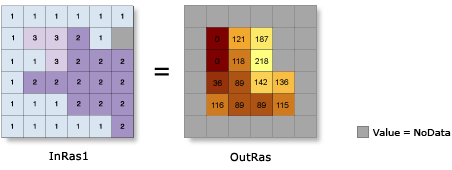 1 1 1 1 1 1
1 3 3 2 1 0 121 187
1 1 3 2 2 2 0 118 218
=
1 2 2 2 2 2 36 89 142 136
1 1 1 2 2 2 116 89 89 115
1 1 1 1 1 2
Value = NoData
InRas1 OutRas